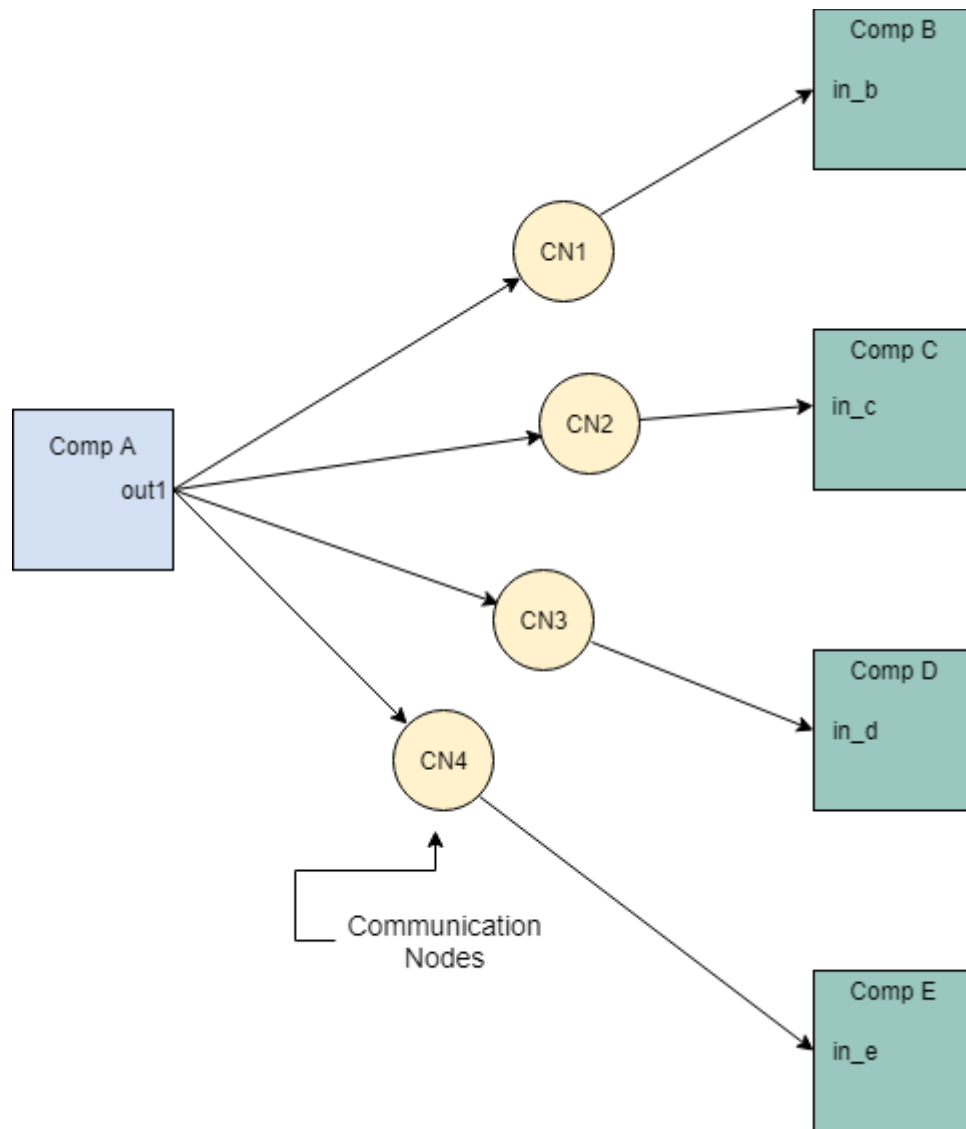 Comp B
in_b
CN1
Comp C
in_c
CN2
Comp A
out1
CN3
Comp D
in_d
CN4
Communication
Nodes
Comp E
in_e